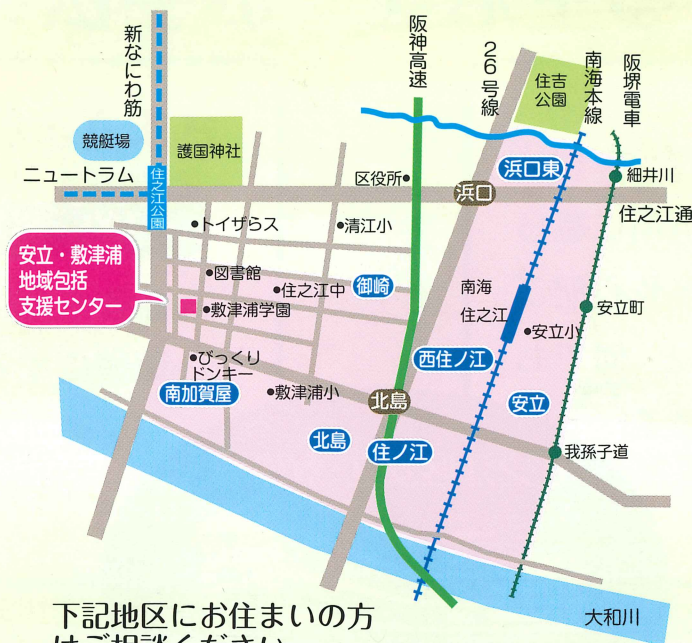 新なにわ筋
阪神高速
26号線
南海本線
阪堺電車
住吉
公園
競艇場
護国神社
ニュートラム
住之江公園
区役所
浜口
浜口東
細井川
住之江通
トイザらス
清江小
安立・敷津浦
地域包括
支援センター
図書館
住之江中
御崎
敷津浦学園
南海
住之江
安立町
安立小
びっくり
ドンキー
西住ノ江
南加賀屋
敷津浦小
北島
安立
北島
住ノ江
我孫子道
大和川
下記地区にお住まいの方
はご相談ください